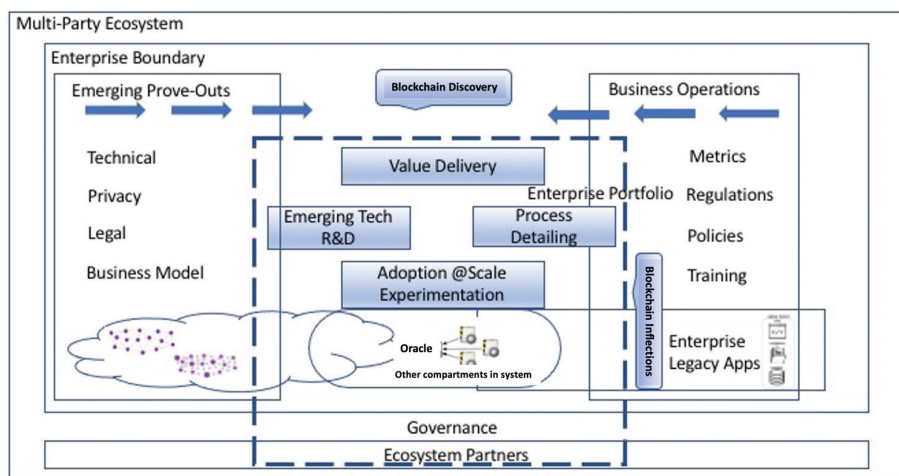 Multi-Party Ecosystem
Enterprise Boundary
Emerging Prove-Outs
Blockchain Discovery
Business Operations
Technical
Value Delivery
Metrics
Privacy
Enterprise Portfolio
Regulations
Legal
Emerging Tech
R&D
Process
Detailing
Policies
Business Model
Adoption @Scale
Experimentation
Training
Blockchain Inflections
Oracle
Other compartments in system
Enterprise
Legacy Apps
Governance
Ecosystem Partners